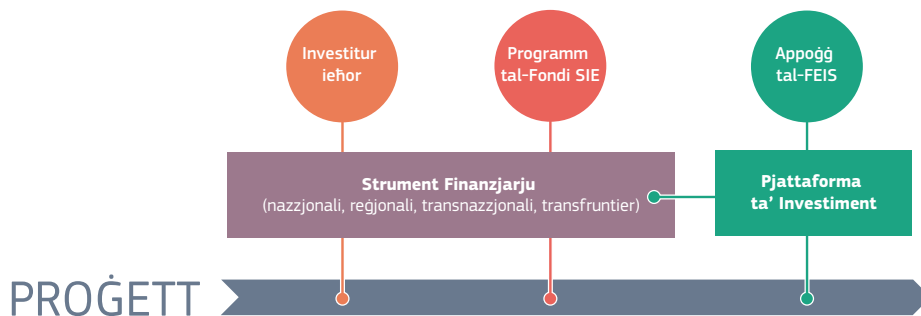 Investitur
ieħor
Programm
tal-Fondi SIE
Appoġġ
tal-FEIS
Strument Finanzjarju
(nazzjonali, reġjonali, transnazzjonali, transfruntier)
Pjattaforma
ta’ Investiment
PROĠETT